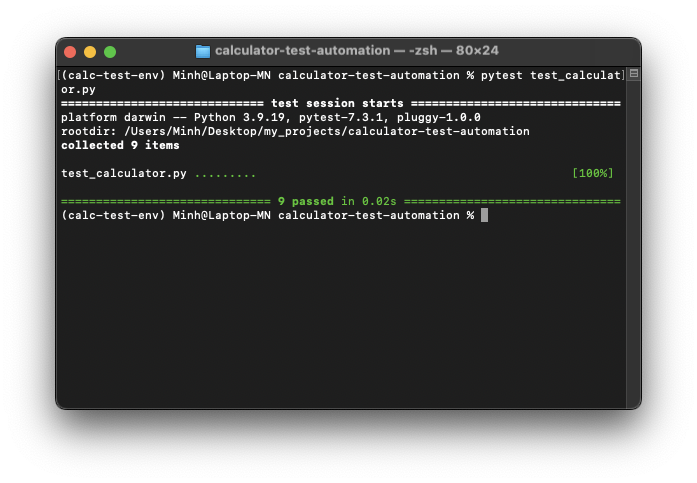 calculator-test-automation — -zsh — 80×24
[(calc-test-env) Minh@Laptop-MN calculator-test-automation % pytest test_calculat]
or.py
============================= test session starts ==============================
platform darwin -- Python 3.9.19, pytest-7.3.1, pluggy-1.0.0
rootdir: /Users/Minh/Desktop/my_projects/calculator-test-automation
collected 9 items
test_calculator.py ......... [100%]
============================== 9 passed in 0.02s ===============================
(calc-test-env) Minh@Laptop-MN calculator-test-automation %